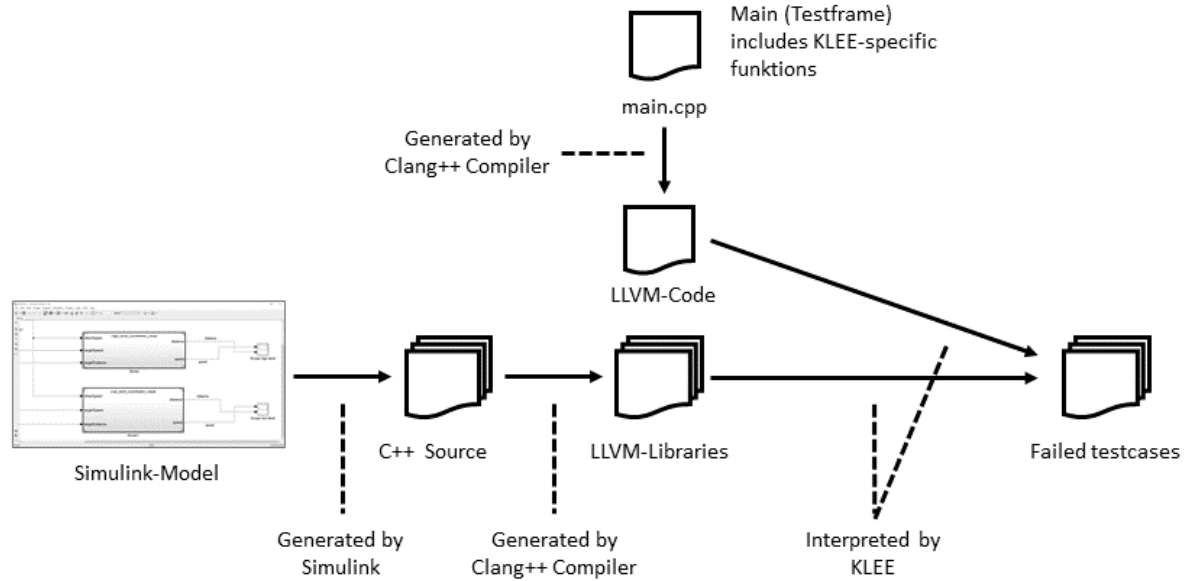 Main (Testframe)
includes KLEE-specific
funktions
main.cpp
Generated by
Clang++ Compiler
LLVM-Code
Simulink-Model
C++ Source
LLVM-Libraries
Failed testcases
Generated by
Simulink
Generated by
Clang++ Compiler
Interpreted by
KLEE